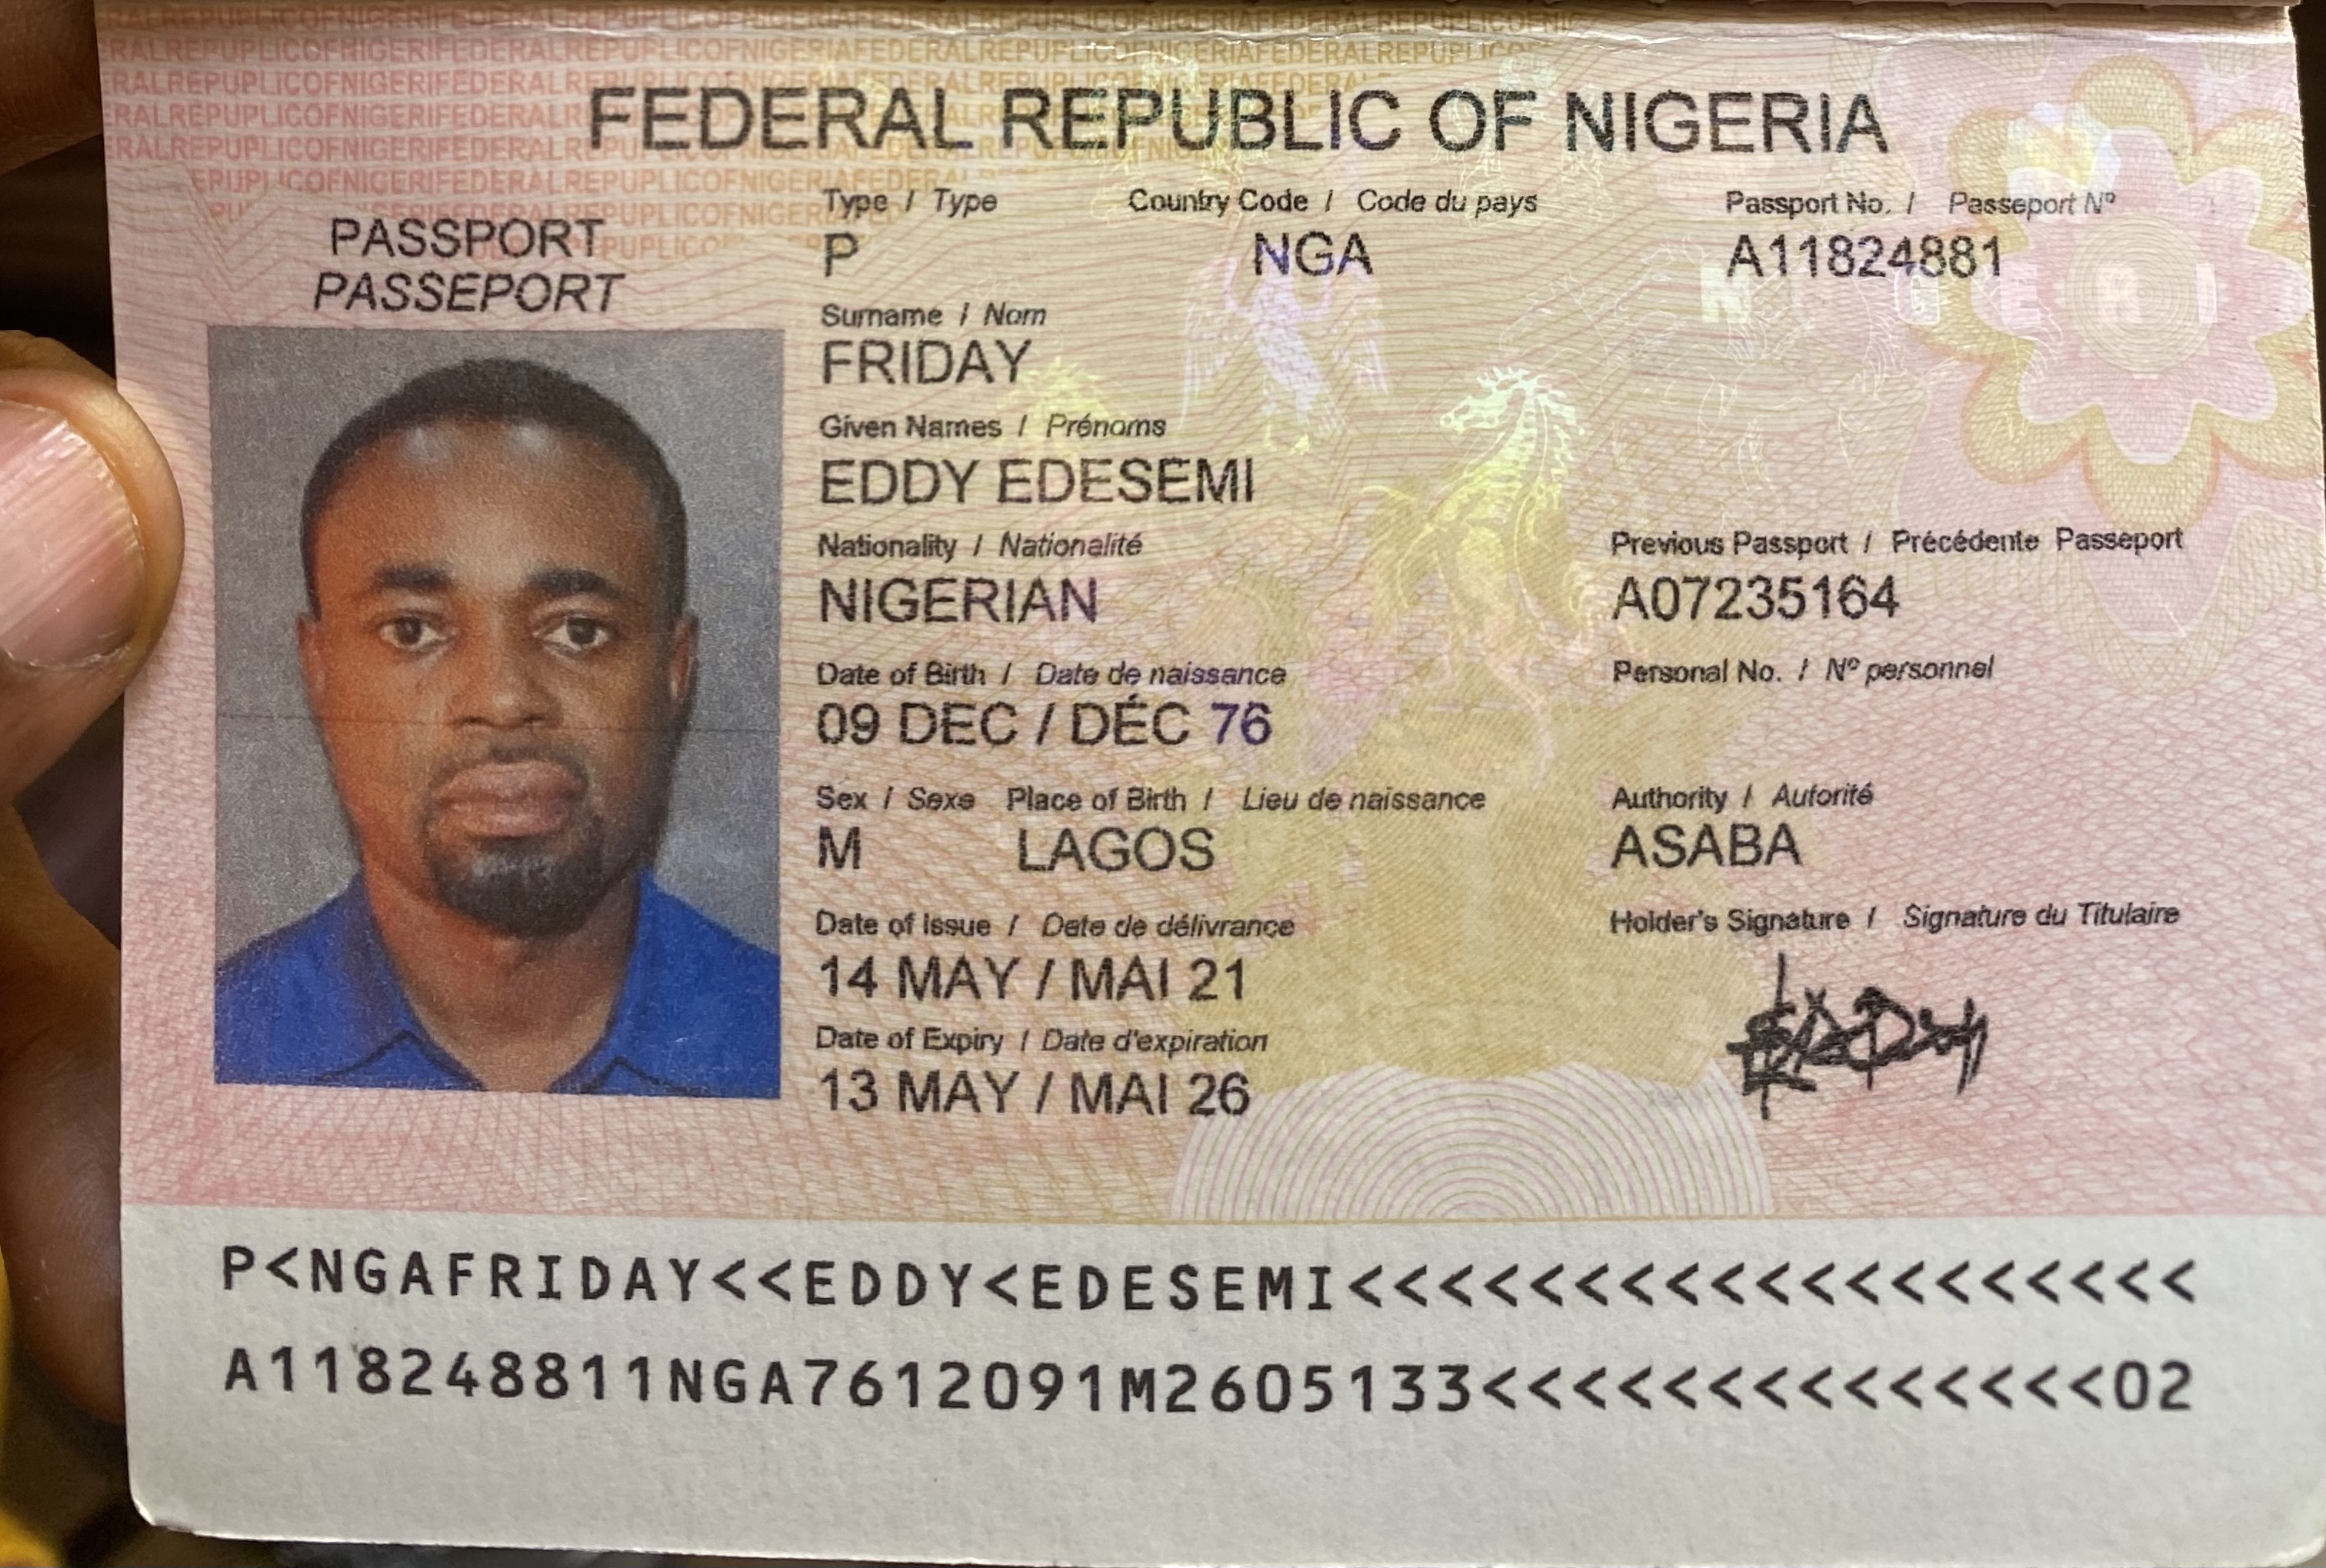 FEDERAL REPUBLIC OF NIGERIA
PASSPORT
PASSEPORT
Type / Type Country Code / Code du pays Passport No. / Passeport Nº
P NGA A11824881
Surname / Nom
FRIDAY
Given Names / Prénoms
EDDY EDESEMI
Nationality / Nationalité Previous Passport / Précédente Passeport
NIGERIAN A07235164
Date of Birth / Date de naissance Personal No. / Nº personnel
09 DEC / DÉC 76
Sex / Sexe Place of Birth / Lieu de naissance Authority / Autorité
M LAGOS ASABA
Date of Issue / Date de délivrance Holder's Signature / Signature du Titulaire
14 MAY / MAI 21
Date of Expiry / Date d'expiration
13 MAY / MAI 26
P<NGAFRIDAY<<EDDY<EDESEMI<<<<<<<<<<<<<<<<<<<
A118248811NGA7612091M2605133<<<<<<<<<<<<<<02